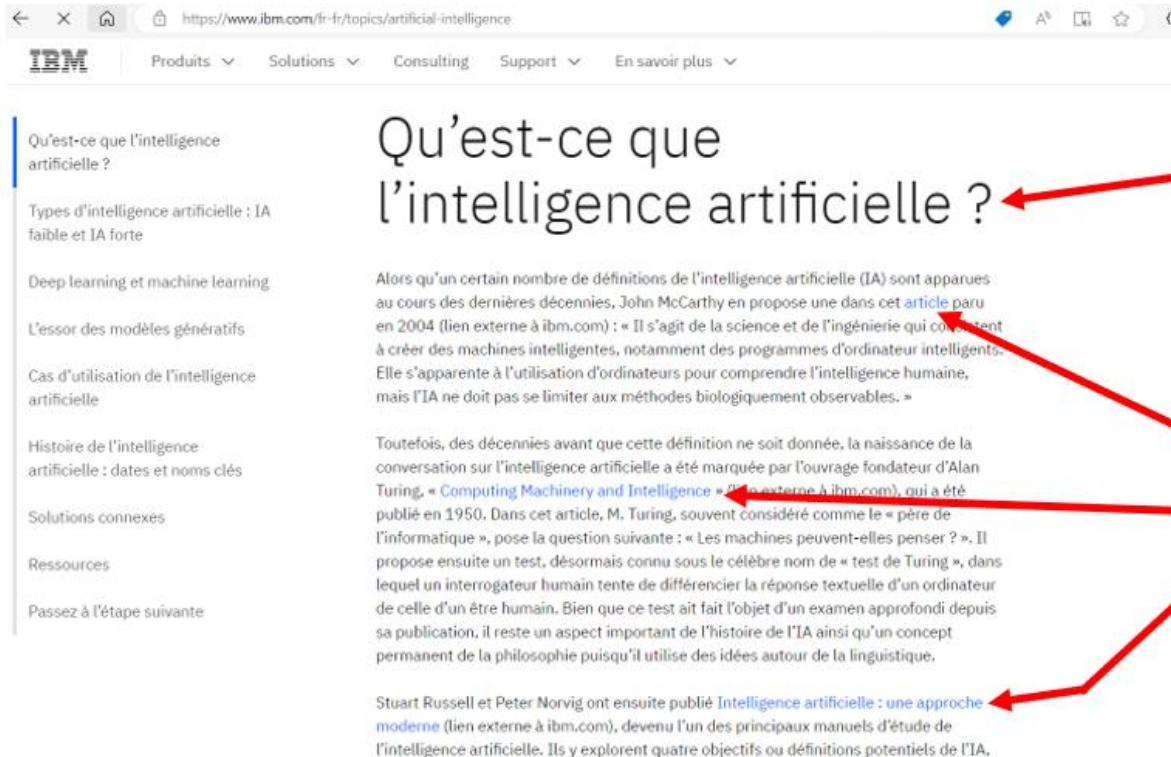 https://www.ibm.com/fr-fr/topics/artificial-intelligence
IBM Produits Solutions Consulting Support En savoir plus
Qu'est-ce que l'intelligence
artificielle ?
Types d'intelligence artificielle : IA
faible et IA forte
Deep learning et machine learning
L'essor des modèles génératifs
Cas d'utilisation de l'intelligence
artificielle
Histoire de l'intelligence
artificielle : dates et noms clés
Solutions connexes
Ressources
Passez à l'étape suivante
Qu'est-ce que
l'intelligence artificielle ?
Alors qu'un certain nombre de définitions de l'intelligence artificielle (IA) sont apparues
au cours des dernières décennies, John McCarthy en propose une dans cet article paru
en 2004 (lien externe à ibm.com) : « Il s'agit de la science et de l'ingénierie qui consistent
à créer des machines intelligentes, notamment des programmes d'ordinateur intelligents.
Elle s'apparente à l'utilisation d'ordinateurs pour comprendre l'intelligence humaine,
mais l'IA ne doit pas se limiter aux méthodes biologiquement observables. »
Toutefois, des décennies avant que cette définition ne soit donnée, la naissance de la
conversation sur l'intelligence artificielle a été marquée par l'ouvrage fondateur d'Alan
Turing, « Computing Machinery and Intelligence » (lien externe à ibm.com), qui a été
publié en 1950. Dans cet article, M. Turing, souvent considéré comme le « père de
l'informatique », pose la question suivante : « Les machines peuvent-elles penser ? ». Il
propose ensuite un test, désormais connu sous le célèbre nom de « test de Turing », dans
lequel un interrogateur humain tente de différencier la réponse textuelle d'un ordinateur
de celle d'un être humain. Bien que ce test ait fait l'objet d'un examen approfondi depuis
sa publication, il reste un aspect important de l'histoire de l'IA ainsi qu'un concept
permanent de la philosophie puisqu'il utilise des idées autour de la linguistique.
Stuart Russell et Peter Norvig ont ensuite publié Intelligence artificielle : une approche
moderne (lien externe à ibm.com), devenu l'un des principaux manuels d'étude de
l'intelligence artificielle. Ils y explorent quatre objectifs ou définitions potentiels de l'IA,